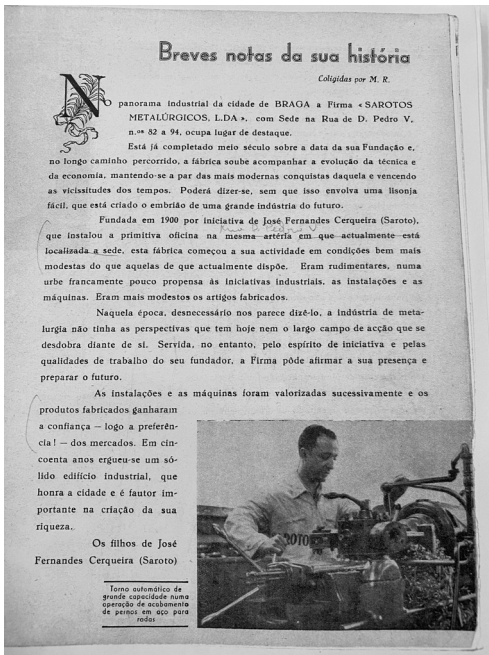 Breves notas da sua história
Coligidas por M. R.
N panorama industrial da cidade de BRAGA a Firma «SAROTOS
METALÚRGICOS, L.DA», com Sede na Rua de D. Pedro V,
n.os 82 a 94, ocupa lugar de destaque.
Está já completado meio século sobre a data da sua Fundação e,
no longo caminho percorrido, a fábrica soube acompanhar a evolução da técnica e
da economia, mantendo-se a par das mais modernas conquistas daquela e vencendo
as vicissitudes dos tempos. Poderá dizer-se, sem que isso envolva uma lisonja
fácil, que está criado o embrião de uma grande indústria do futuro.
Fundada em 1900 por iniciativa de José Fernandes Cerqueira (Saroto),
Rua D. Pedro V
que instalou a primitiva oficina na mesma artéria em que actualmente está
localizada a sede, esta fábrica começou a sua actividade em condições bem mais
modestas do que aquelas de que actualmente dispõe. Eram rudimentares, numa
urbe francamente pouco propensa ás iniciativas industriais, as instalações e as
máquinas. Eram mais modestos os artigos fabricados.
Naquela época, desnecessário nos parece dizê-lo, a indústria de meta-
lurgia não tinha as perspectivas que tem hoje nem o largo campo de acção que se
desdobra diante de si. Servida, no entanto, pelo espírito de iniciativa e pelas
qualidades de trabalho do seu fundador, a Firma pôde afirmar a sua presença e
preparar o futuro.
As instalações e as máquinas foram valorizadas sucessivamente e os
produtos fabricados ganharam
a confiança — logo a preferên-
cia! — dos mercados. Em cin-
coenta anos ergueu-se um só-
lido edifício industrial, que
honra a cidade e é fautor im-
portante na criação da sua
riqueza.
Os filhos de José
Fernandes Cerqueira (Saroto)
Torno automático de
grande capacidade numa
operação de acabamento
de pernos em aço para
rodas